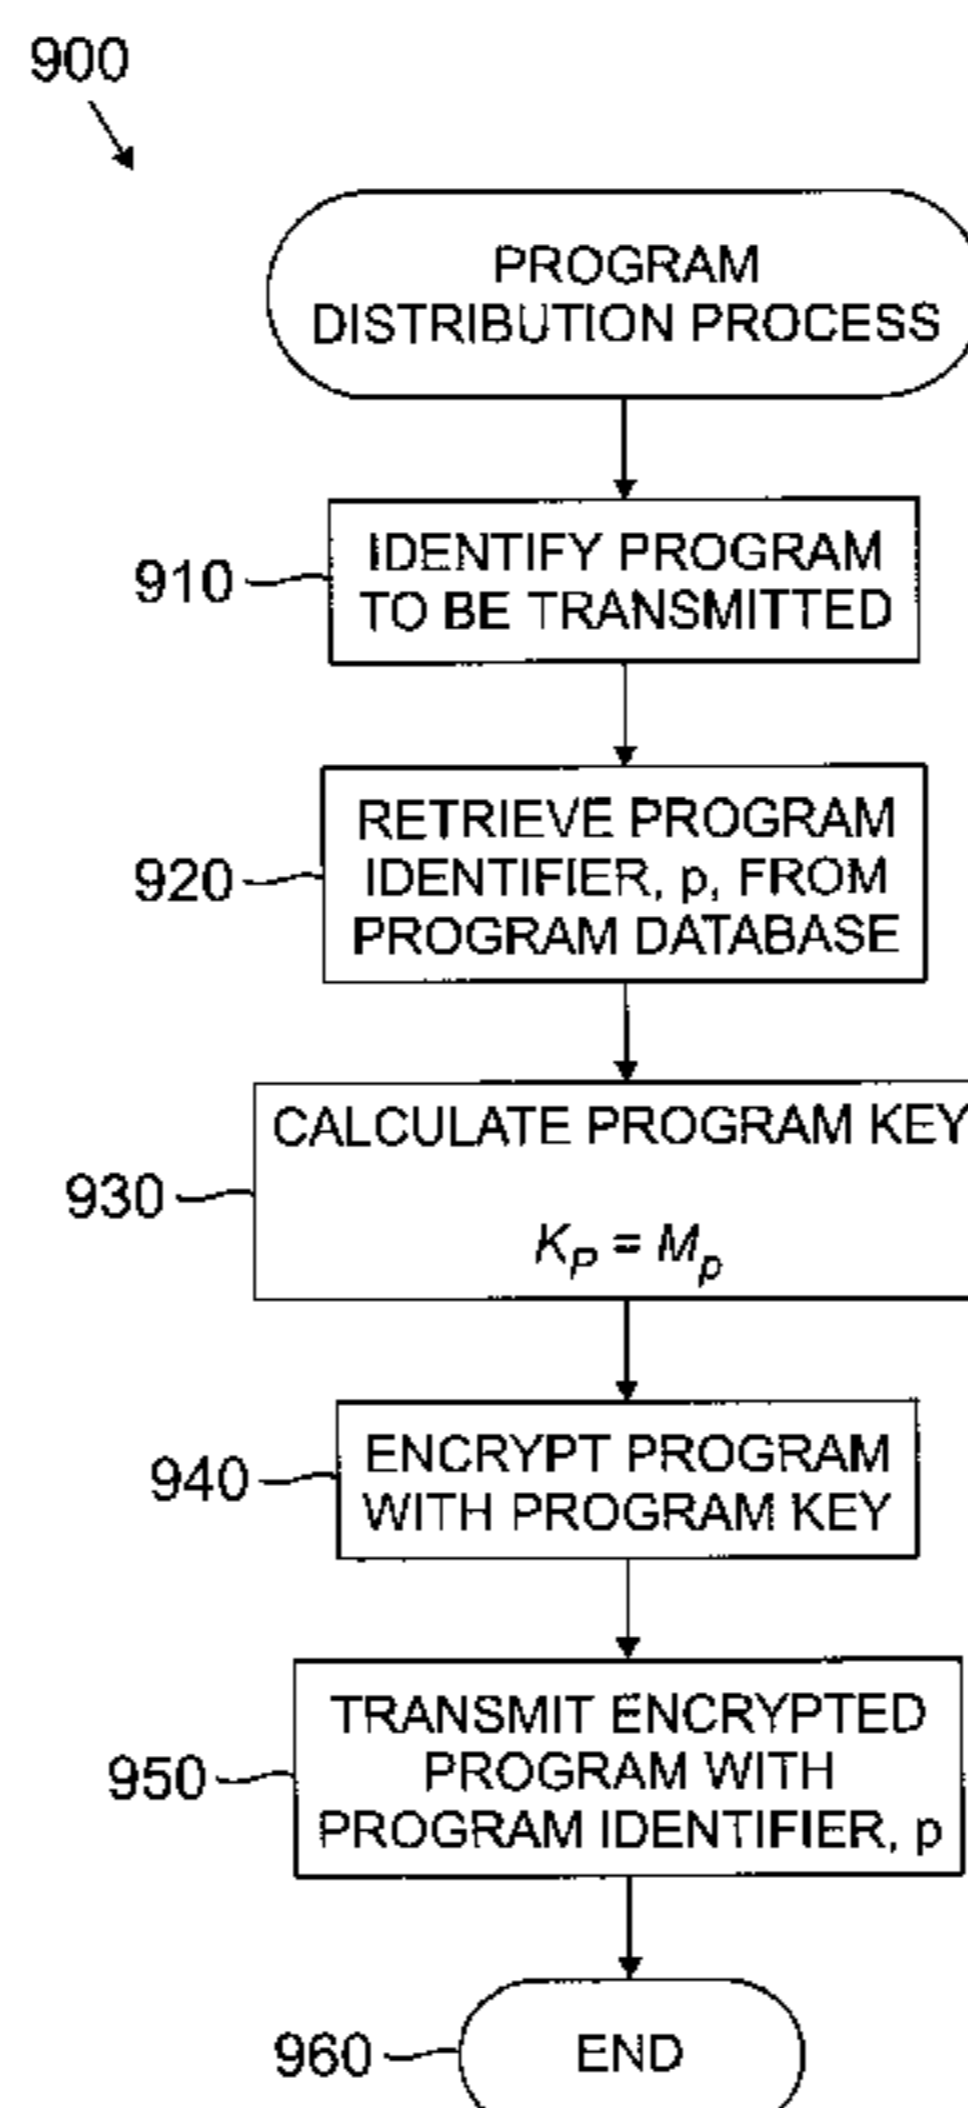 900
PROGRAM
DISTRIBUTION PROCESS
910
IDENTIFY PROGRAM
TO BE TRANSMITTED
920
RETRIEVE PROGRAM
IDENTIFIER, p, FROM
PROGRAM DATABASE
930
CALCULATE PROGRAM KEY
K_P = M_p
940
ENCRYPT PROGRAM
WITH PROGRAM KEY
950
TRANSMIT ENCRYPTED
PROGRAM WITH
PROGRAM IDENTIFIER, p
960
END